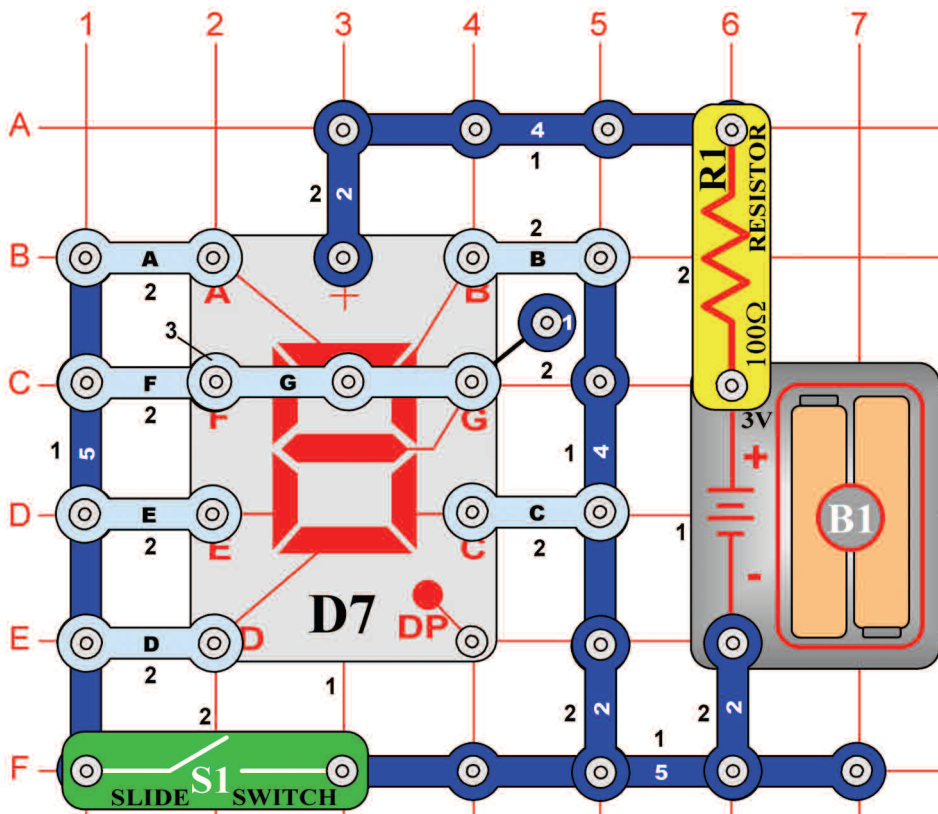 1 2 3 4 5 6 7
A 4
1
R1
RESISTOR
100Ω
2 2
2
B A B
2 2
A + B
1
2
3
C F G
2
F G
3V
+
1 5
1 4
D E C
2 2
E C
1
B1
-
D7
DP
E D
2
D
1
2
2 2
2 2
1
F S1 5
SLIDE SWITCH